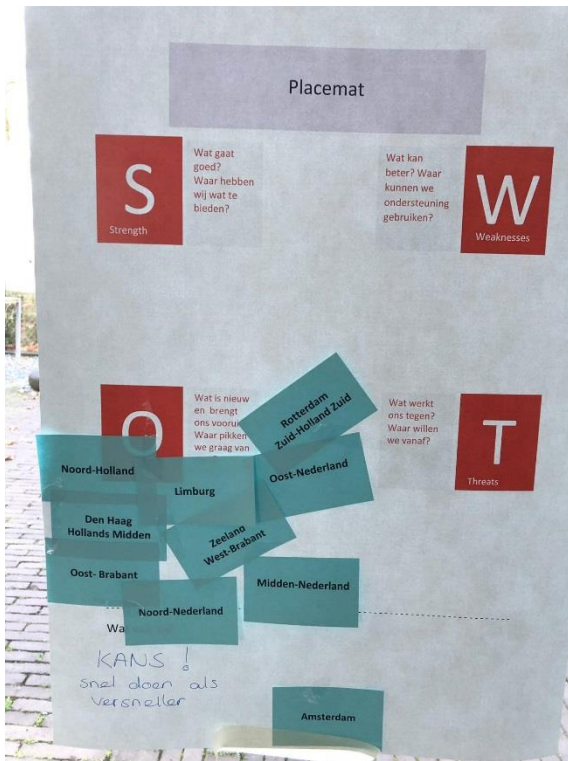 Placemat
S
Strength
Wat gaat
goed?
Waar hebben
wij wat te
bieden?
Wat kan
beter? Waar
kunnen we
ondersteuning
gebruiken?
W
Weaknesses
O
Wat is nieuw
en brengt
ons vooruit
Waar pikken
we graag van
Wat werkt
ons tegen?
Waar willen
we vanaf?
T
Threats
Rotterdam
Zuid-Holland Zuid
Noord-Holland
Limburg
Oost-Nederland
Den Haag
Hollands Midden
Zeeland
West-Brabant
Oost- Brabant
Midden-Nederland
Noord-Nederland
KANS !
snel doen als
versneller
Amsterdam